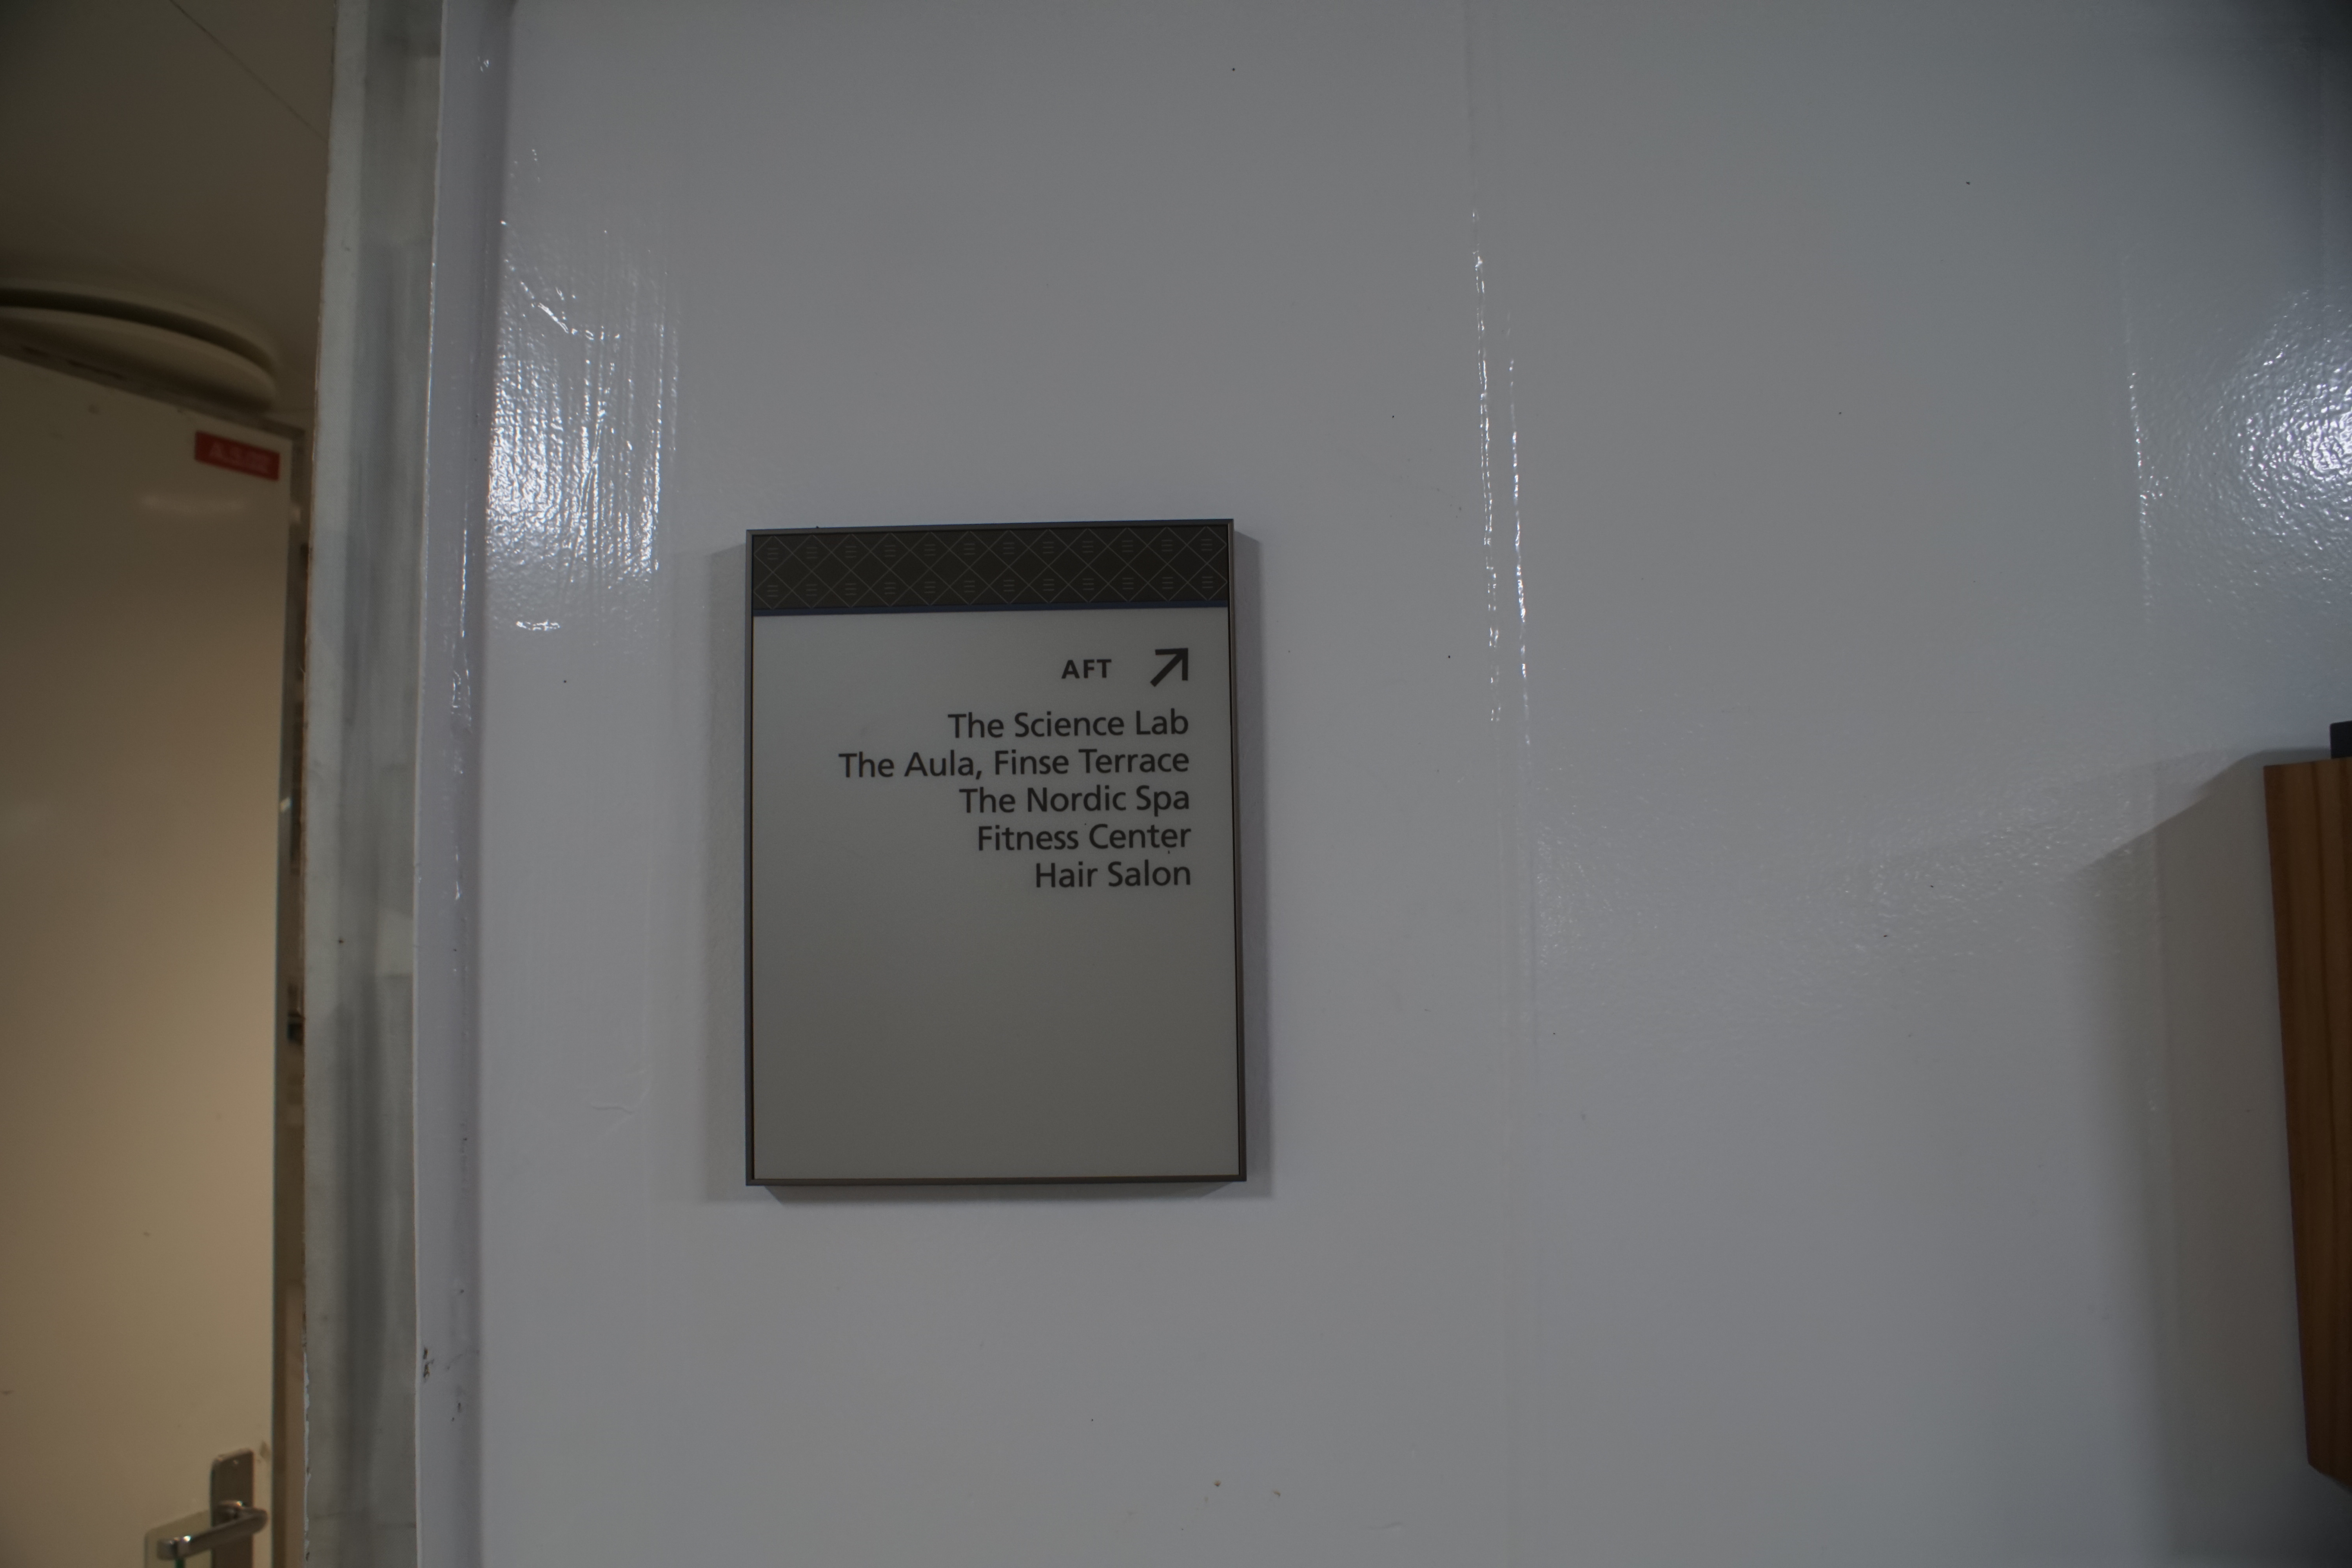 AFT
The Science Lab
The Aula, Finse Terrace
The Nordic Spa
Fitness Center
Hair Salon